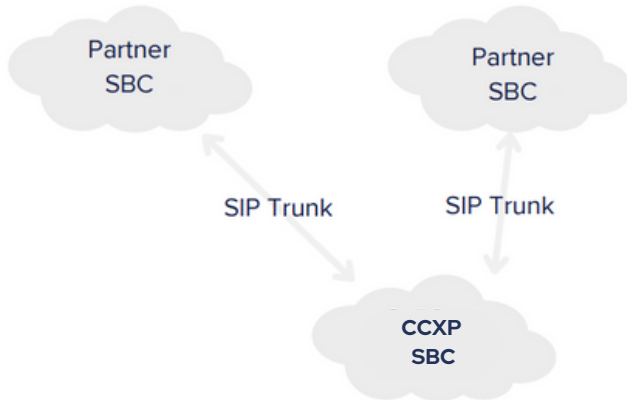 Partner
SBC
Partner
SBC
SIP Trunk
SIP Trunk
CCXP
SBC